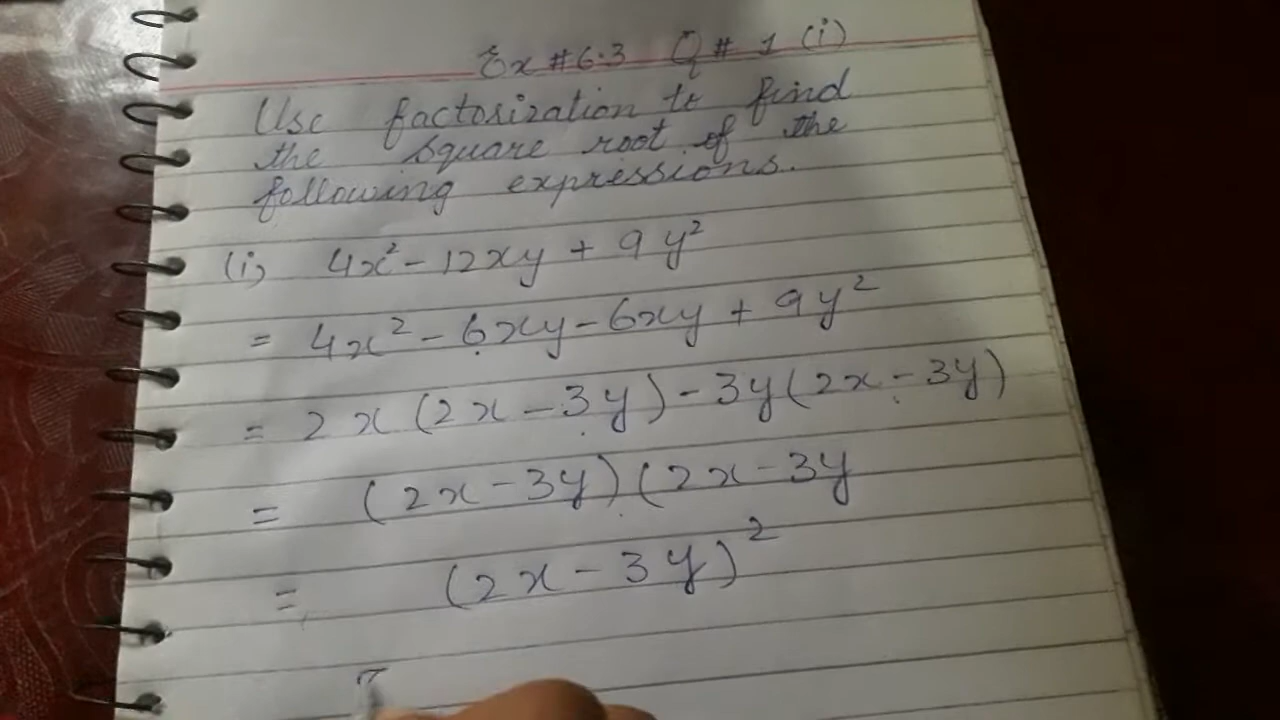 Ex # 6.3 Q # 1 (i)
Use factorization to find
the square root of the
following expressions.
(i) 4x² - 12xy + 9y²
= 4x² - 6xy - 6xy + 9y²
= 2x(2x - 3y) - 3y(2x - 3y)
= (2x - 3y)(2x - 3y
= (2x - 3y)²